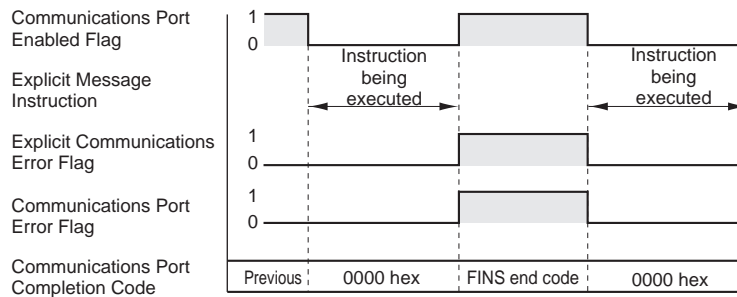 Communications Port
Enabled Flag
1
0
Explicit Message
Instruction
Instruction
being
executed
Instruction
being
executed
Explicit Communications
Error Flag
1
0
Communications Port
Error Flag
1
0
Communications Port
Completion Code
Previous
0000 hex
FINS end code
0000 hex